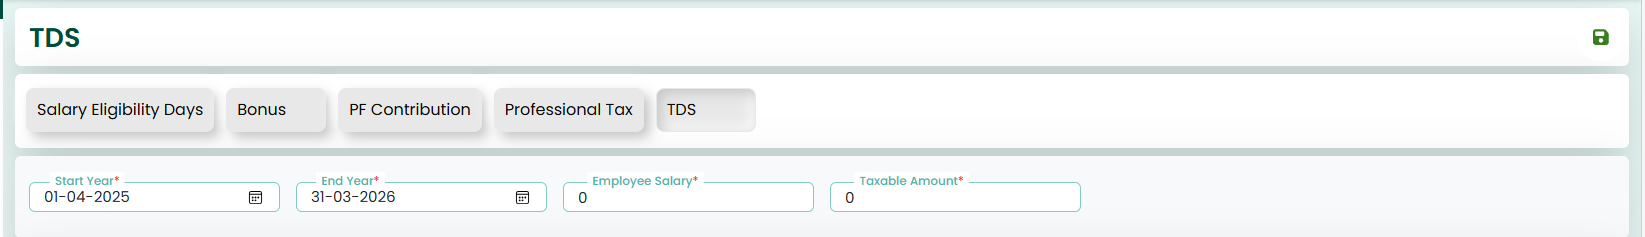 TDS
Salary Eligibility Days Bonus PF Contribution Professional Tax TDS
Start Year* End Year* Employee Salary* Taxable Amount*
01-04-2025 31-03-2026 0 0